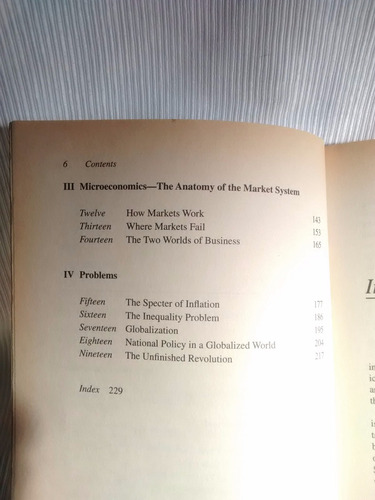 6 Contents
III Microeconomics—The Anatomy of the Market System
Twelve How Markets Work 143
Thirteen Where Markets Fail 153
Fourteen The Two Worlds of Business 165
IV Problems
Fifteen The Specter of Inflation 177
Sixteen The Inequality Problem 186
Seventeen Globalization 195
Eighteen National Policy in a Globalized World 204
Nineteen The Unfinished Revolution 217
Index 229